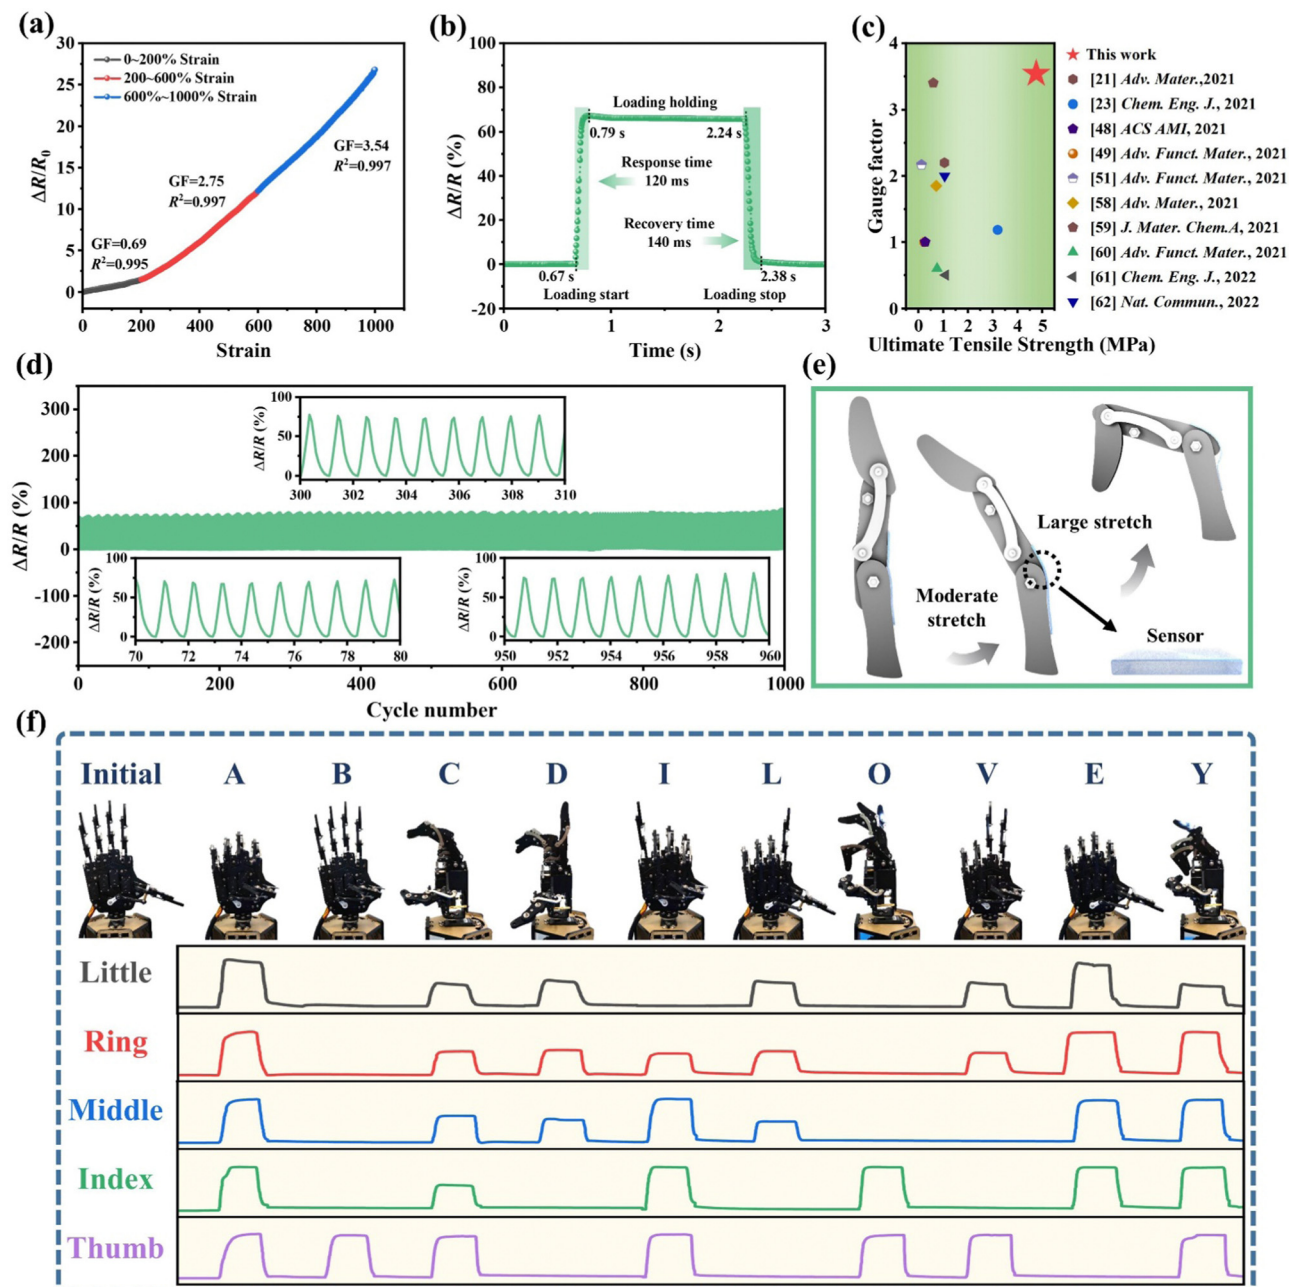 (a)
30
25
20
15
10
5
0
ΔR/R0
0~200% Strain
200~600% Strain
600%~1000% Strain
GF=3.54
R²=0.997
GF=2.75
R²=0.997
GF=0.69
R²=0.995
0 200 400 600 800 1000
Strain
(b)
100
80
60
40
20
0
-20
ΔR/R (%)
Loading holding
0.79 s
2.24 s
Response time
120 ms
Recovery time
140 ms
0.67 s
2.38 s
Loading start
Loading stop
0 1 2 3
Time (s)
(c)
4
3
2
1
0
Gauge factor
0 1 2 3 4 5
Ultimate Tensile Strength (MPa)
This work
[21] Adv. Mater.,2021
[23] Chem. Eng. J., 2021
[48] ACS AMI, 2021
[49] Adv. Funct. Mater., 2021
[51] Adv. Funct. Mater., 2021
[58] Adv. Mater., 2021
[59] J. Mater. Chem.A, 2021
[60] Adv. Funct. Mater., 2021
[61] Chem. Eng. J., 2022
[62] Nat. Commun., 2022
(d)
300
200
100
0
-100
-200
ΔR/R (%)
100
50
0
ΔR/R (%)
300 302 304 306 308 310
100
50
0
ΔR/R (%)
70 72 74 76 78 80
100
50
0
ΔR/R (%)
950 952 954 956 958 960
0 200 400 600 800 1000
Cycle number
(e)
Large stretch
Moderate
stretch
Sensor
(f)
Initial A B C D I L O V E Y
Little
Ring
Middle
Index
Thumb